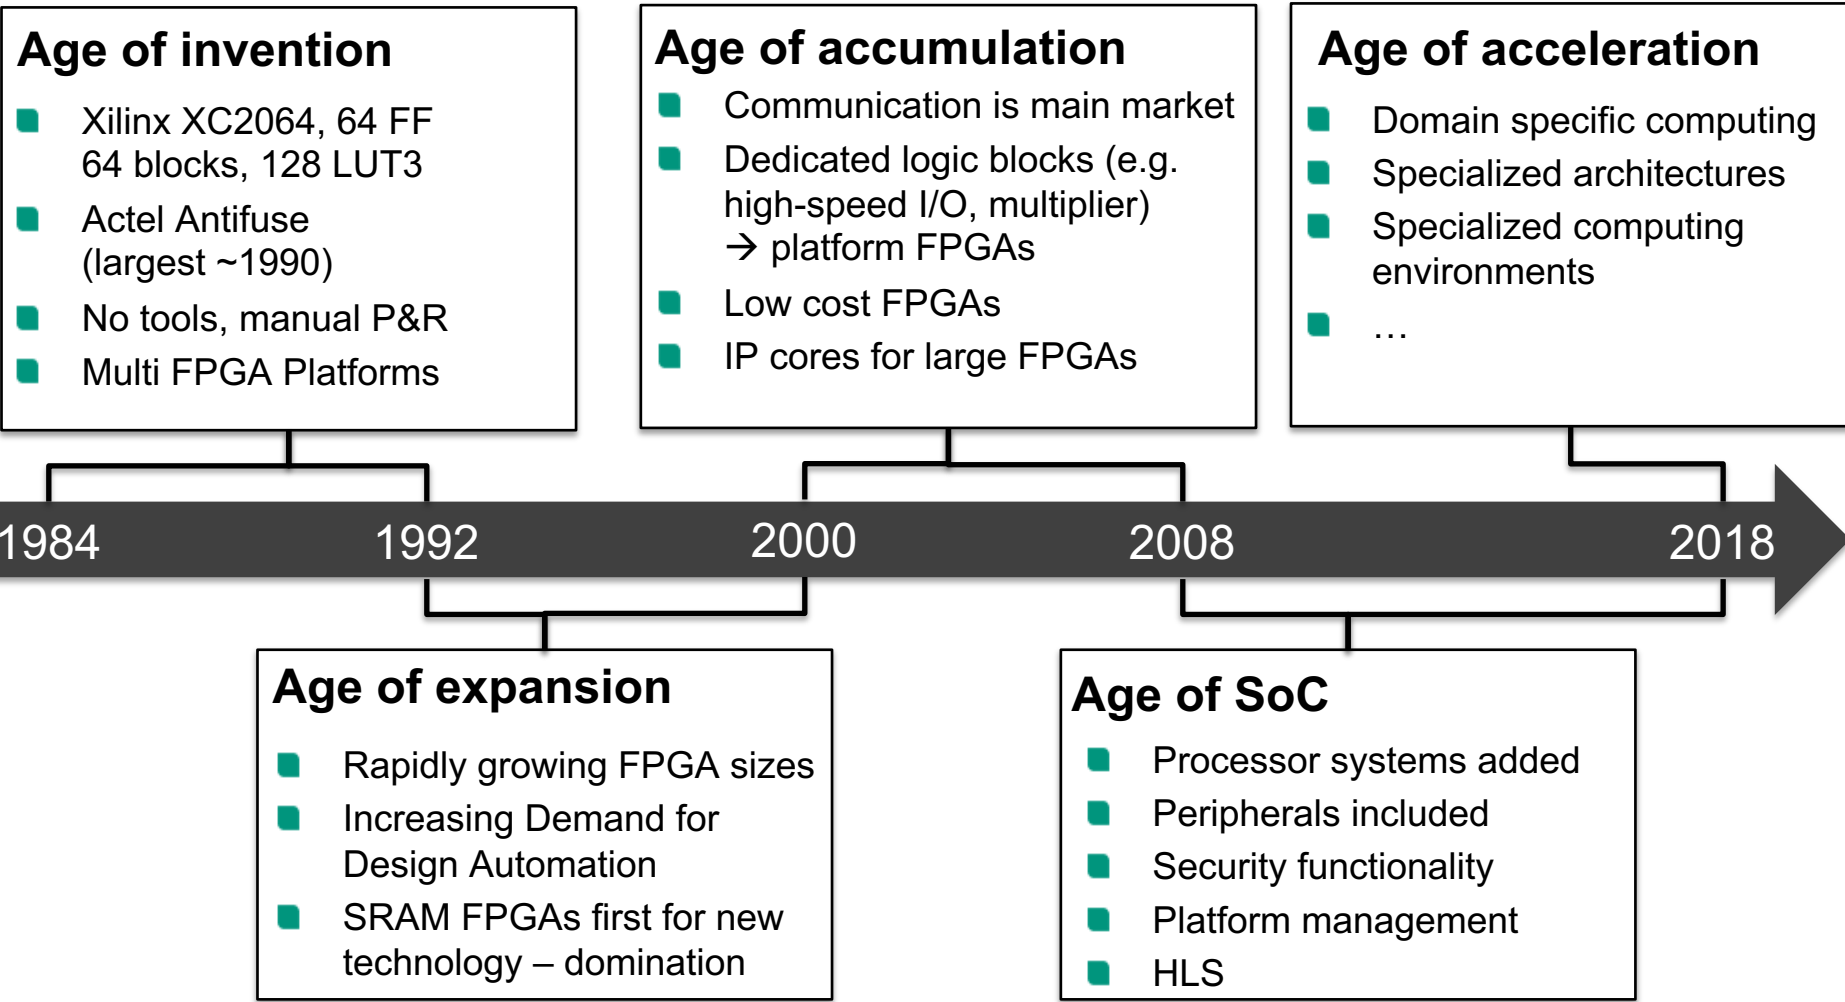 Age of invention
Xilinx XC2064, 64 FF
64 blocks, 128 LUT3
Actel Antifuse
(largest ~1990)
No tools, manual P&R
Multi FPGA Platforms
Age of accumulation
Communication is main market
Dedicated logic blocks (e.g.
high-speed I/O, multiplier)
→ platform FPGAs
Low cost FPGAs
IP cores for large FPGAs
Age of acceleration
Domain specific computing
Specialized architectures
Specialized computing
environments
…
1984 1992 2000 2008 2018
Age of expansion
Rapidly growing FPGA sizes
Increasing Demand for
Design Automation
SRAM FPGAs first for new
technology – domination
Age of SoC
Processor systems added
Peripherals included
Security functionality
Platform management
HLS